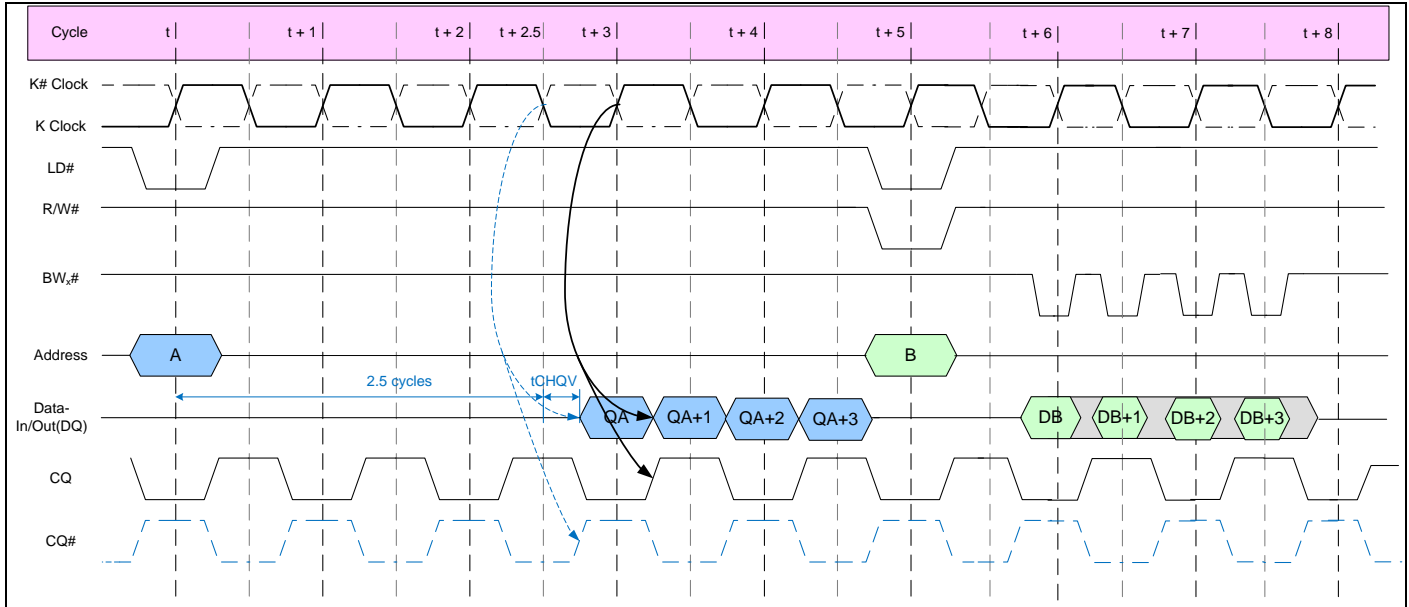 Cycle t t + 1 t + 2 t + 2.5 t + 3 t + 4 t + 5 t + 6 t + 7 t + 8
K# Clock
K Clock
LD#
R/W#
BWx#
Address A B
2.5 cycles tCHQV
Data-
In/Out(DQ) QA QA+1 QA+2 QA+3 DB DB+1 DB+2 DB+3
CQ
CQ#